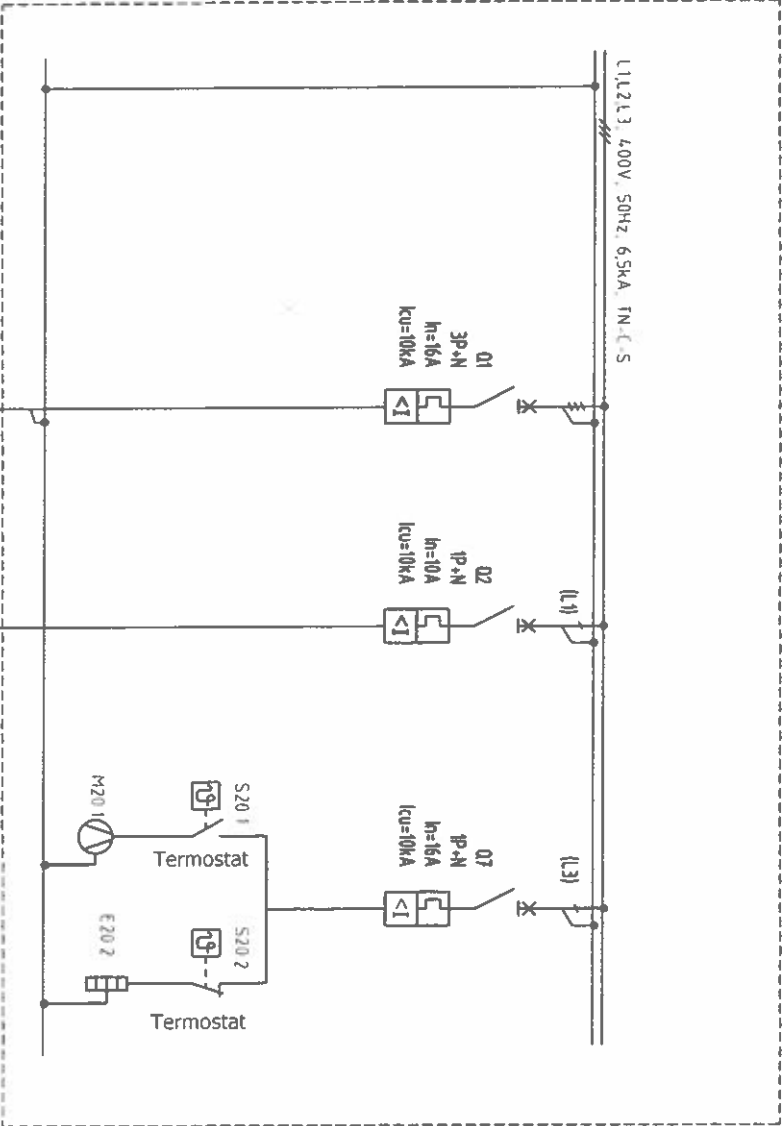 L1,L2,L3, 400V, 50Hz, 6,5kA, TN-C-S
Q1
3P+N
In=16A
Icu=10kA
I>
(L1)
Q2
1P+N
In=10A
Icu=10kA
I>
(L3)
Q7
1P+N
In=16A
Icu=10kA
I>
S20.1
Termostat
M20.1
S20.2
Termostat
E20.2